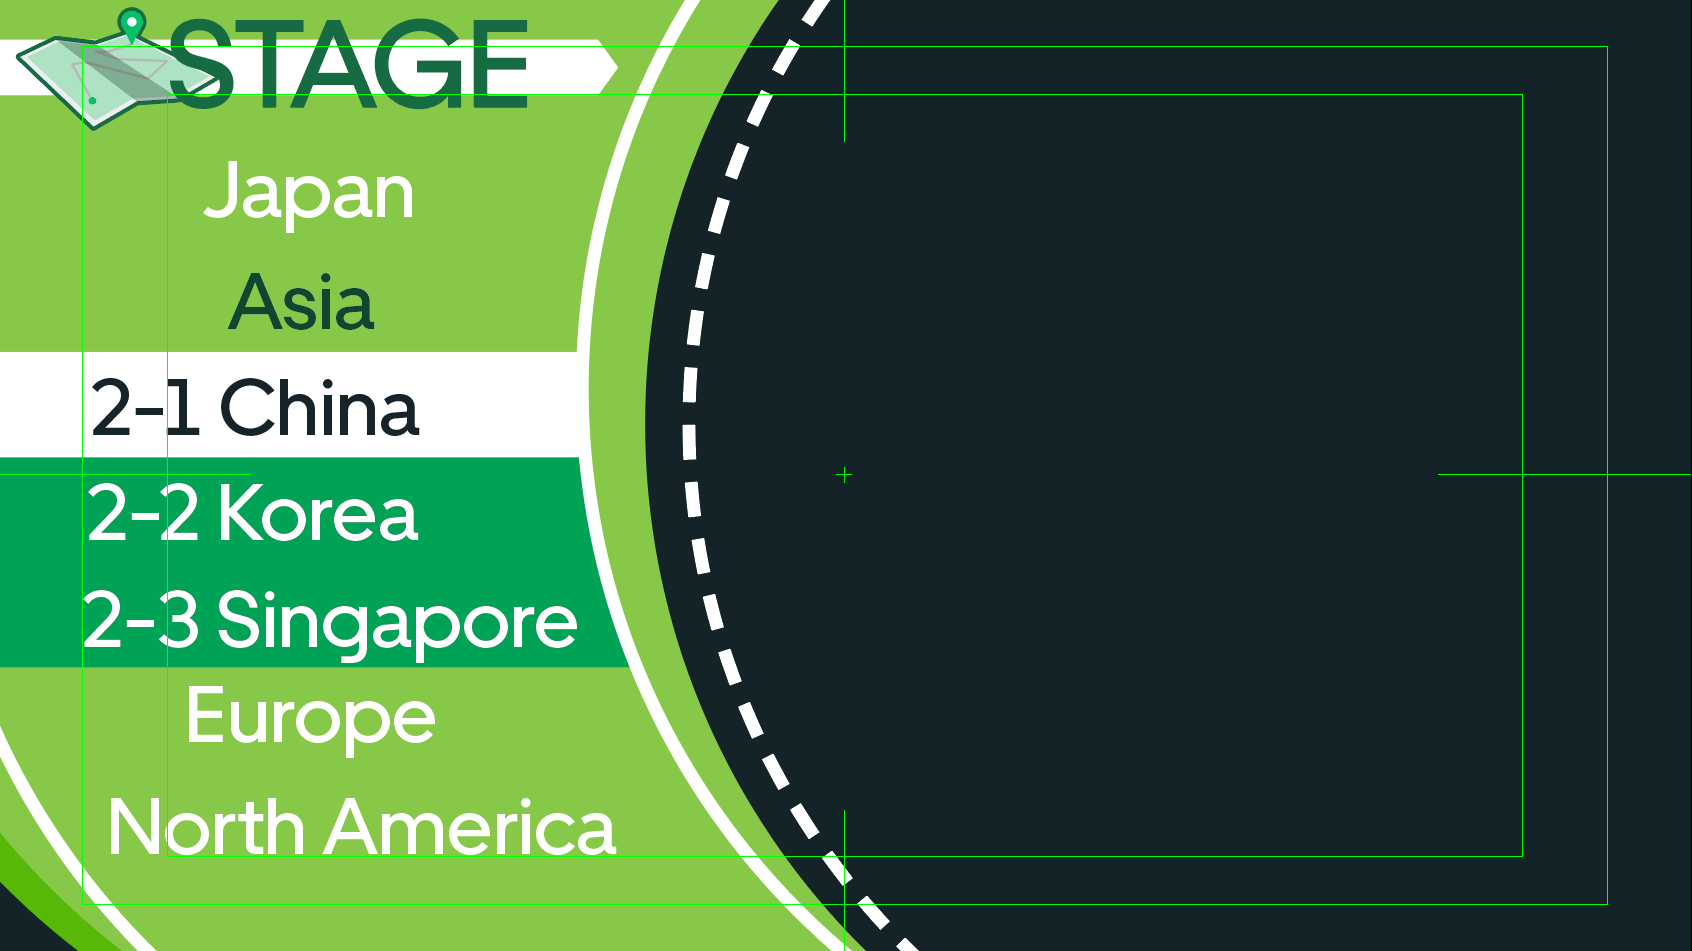 STAGE
Japan
Asia
2-1 China
2-2 Korea
2-3 Singapore
Europe
North America